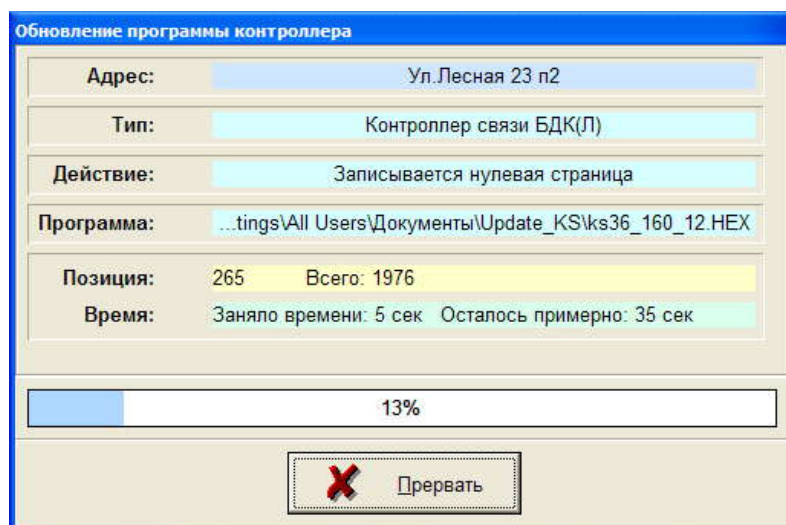 Обновление программы контроллера
Адрес: Ул.Лесная 23 п2
Тип: Контроллер связи БДК(Л)
Действие: Записывается нулевая страница
Программа: ...tings\All Users\Документы\Update_KS\ks36_160_12.HEX
Позиция: 265 Всего: 1976
Время: Заняло времени: 5 сек Осталось примерно: 35 сек
13%
Прервать